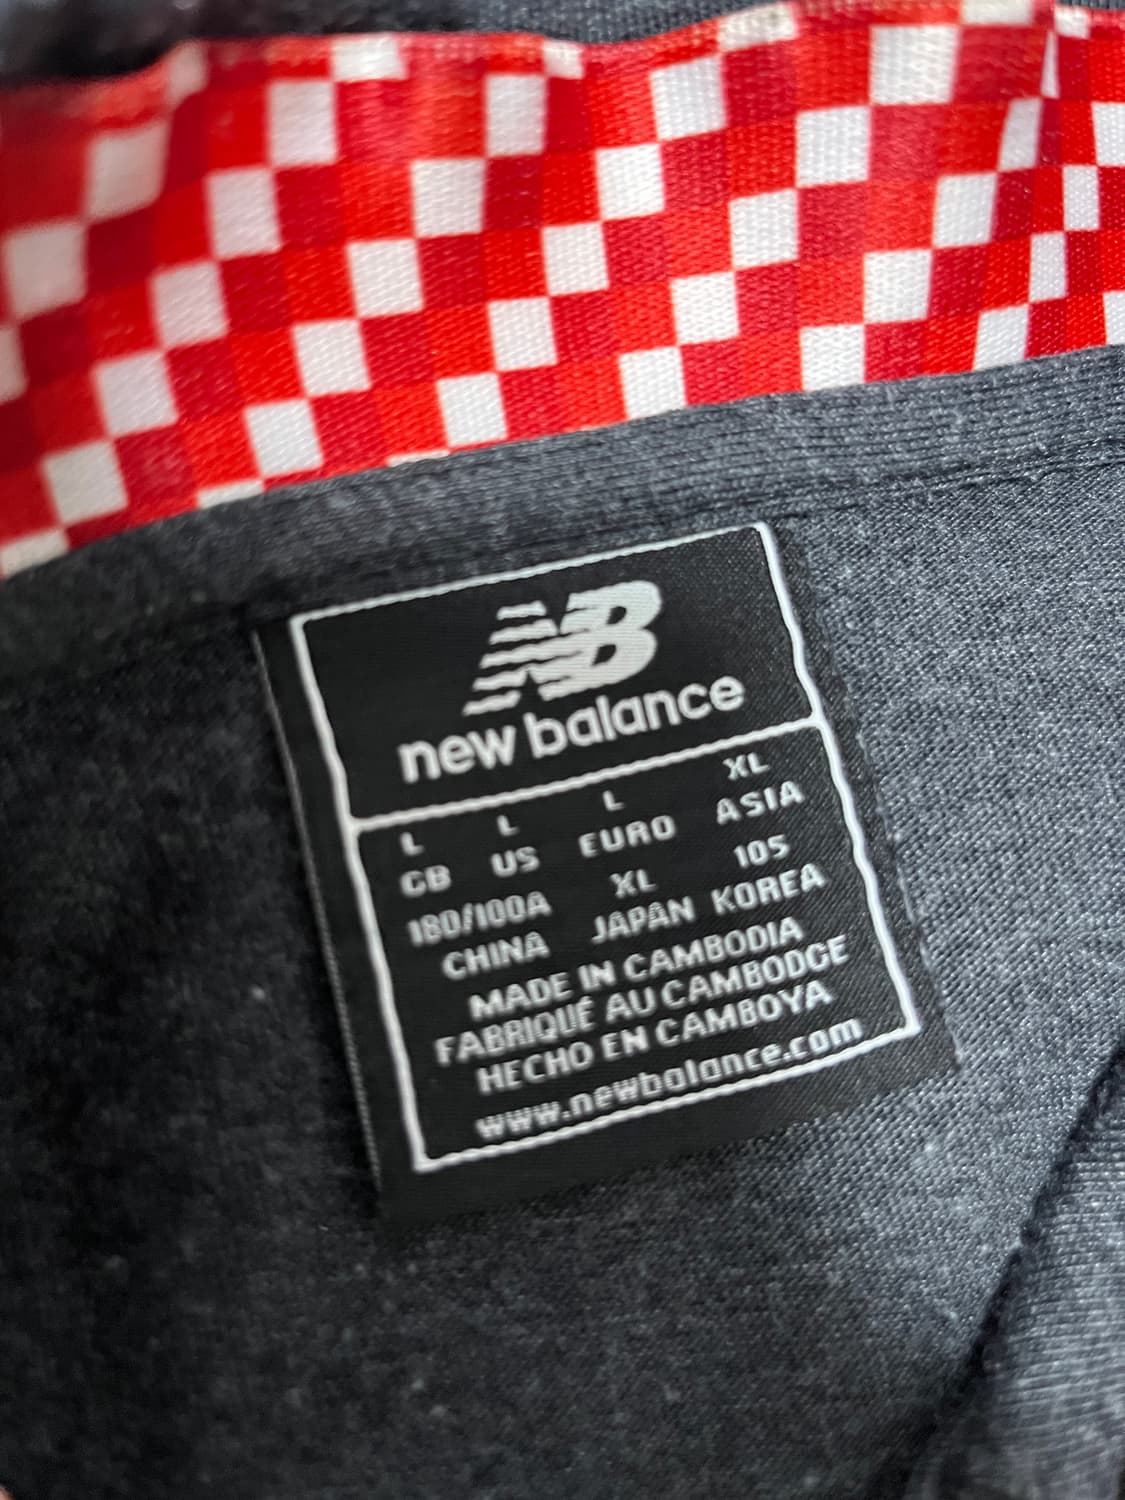 NB
new balance
L L L XL
GB US EURO ASIA
180/100A XL 105
CHINA JAPAN KOREA
MADE IN CAMBODIA
FABRIQUÉ AU CAMBODGE
HECHO EN CAMBOYA
www.newbalance.com